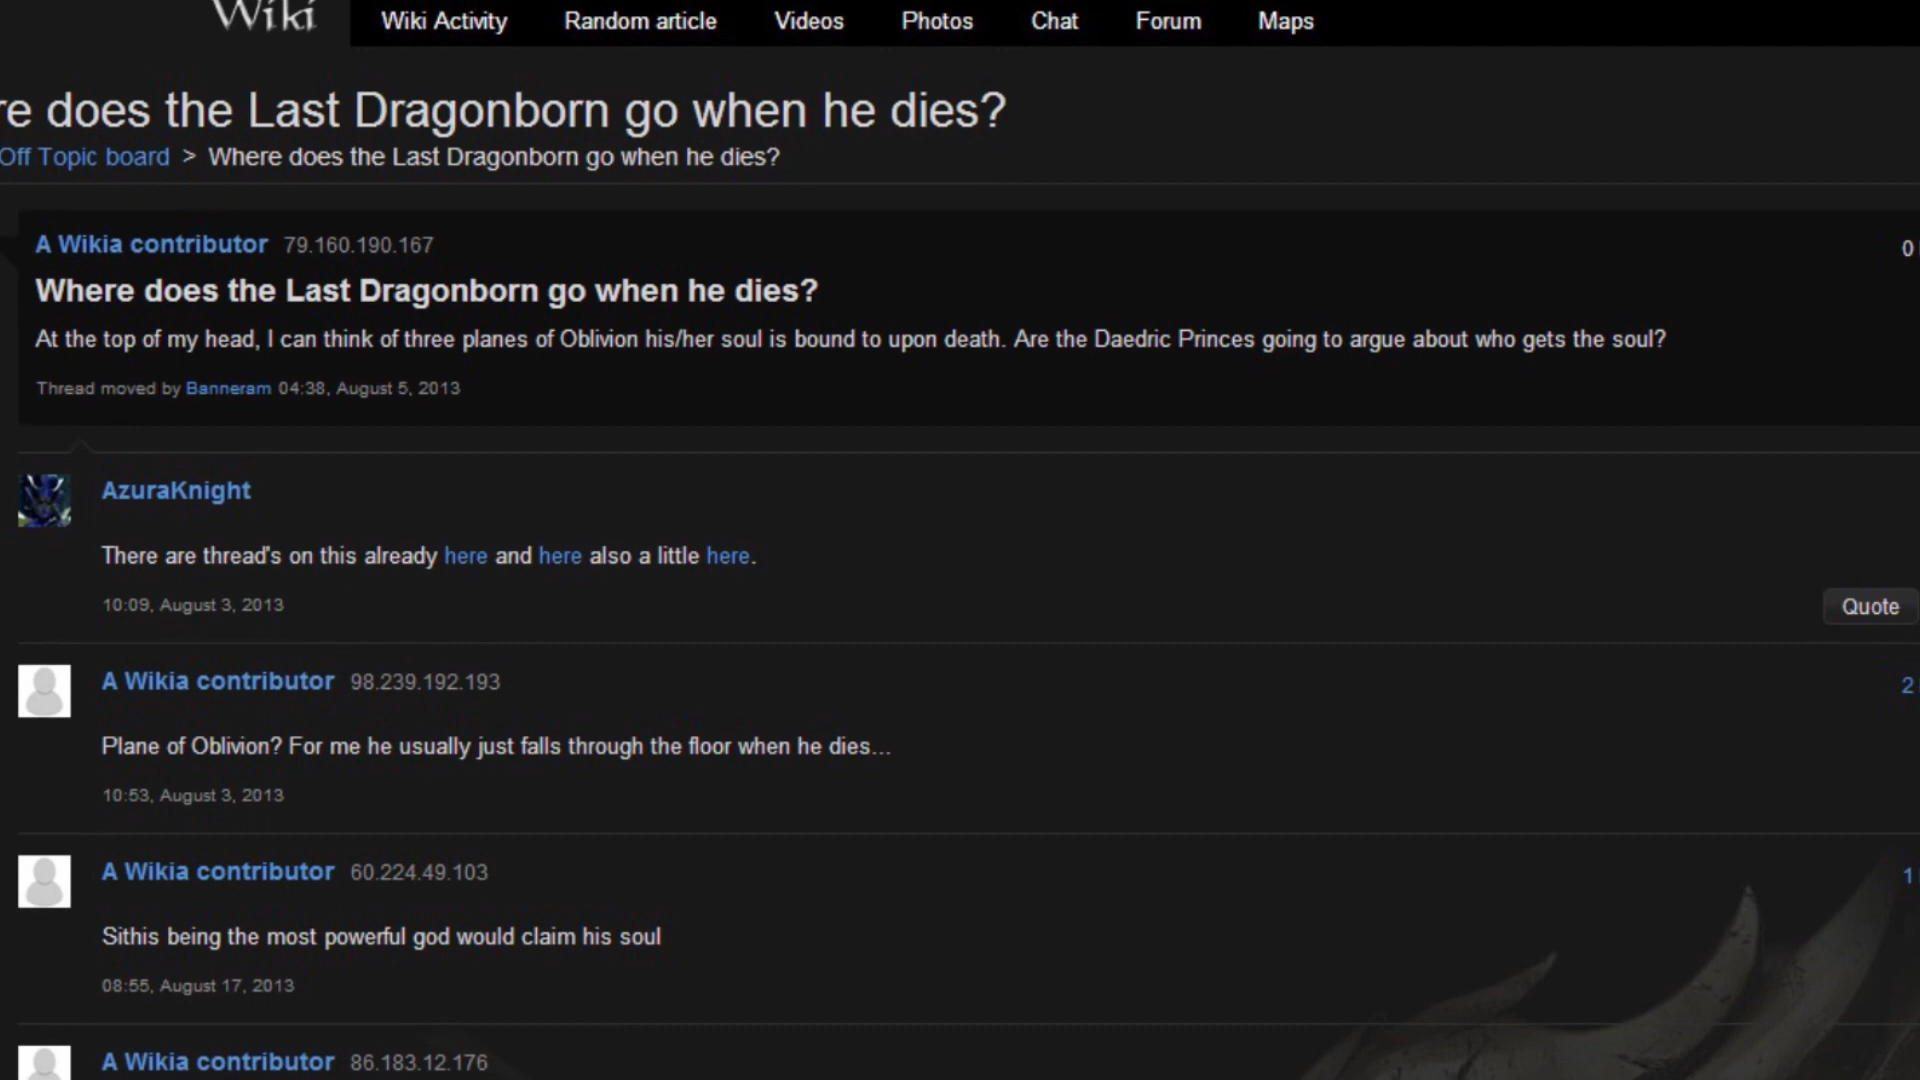 Wiki Wiki Activity Random article Videos Photos Chat Forum Maps
re does the Last Dragonborn go when he dies?
Off Topic board > Where does the Last Dragonborn go when he dies?
A Wikia contributor 79.160.190.167 0
Where does the Last Dragonborn go when he dies?
At the top of my head, I can think of three planes of Oblivion his/her soul is bound to upon death. Are the Daedric Princes going to argue about who gets the soul?
Thread moved by Banneram 04:38, August 5, 2013
AzuraKnight
There are thread's on this already here and here also a little here.
10:09, August 3, 2013
Quote
A Wikia contributor 98.239.192.193 2
Plane of Oblivion? For me he usually just falls through the floor when he dies...
10:53, August 3, 2013
A Wikia contributor 60.224.49.103 1
Sithis being the most powerful god would claim his soul
08:55, August 17, 2013
A Wikia contributor 86.183.12.176